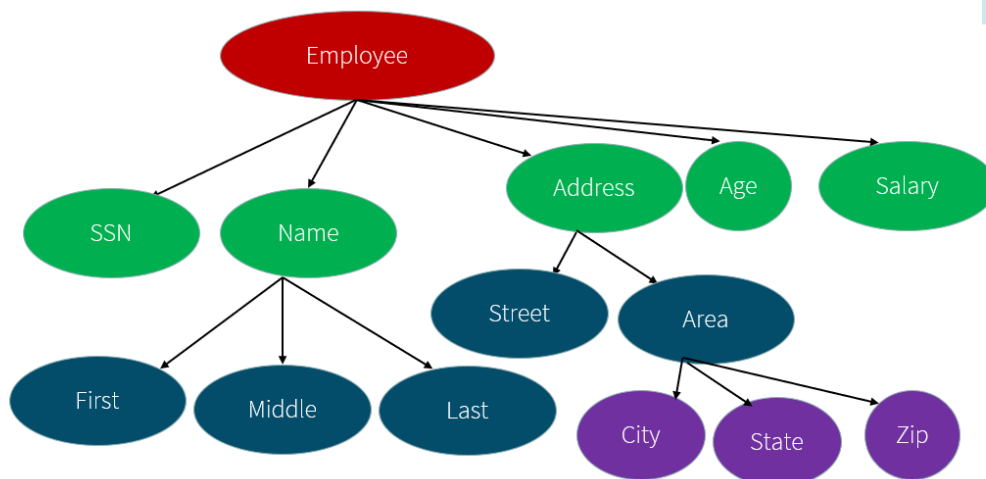 Employee
SSN
Name
Address
Age
Salary
Street
Area
First
Middle
Last
City
State
Zip